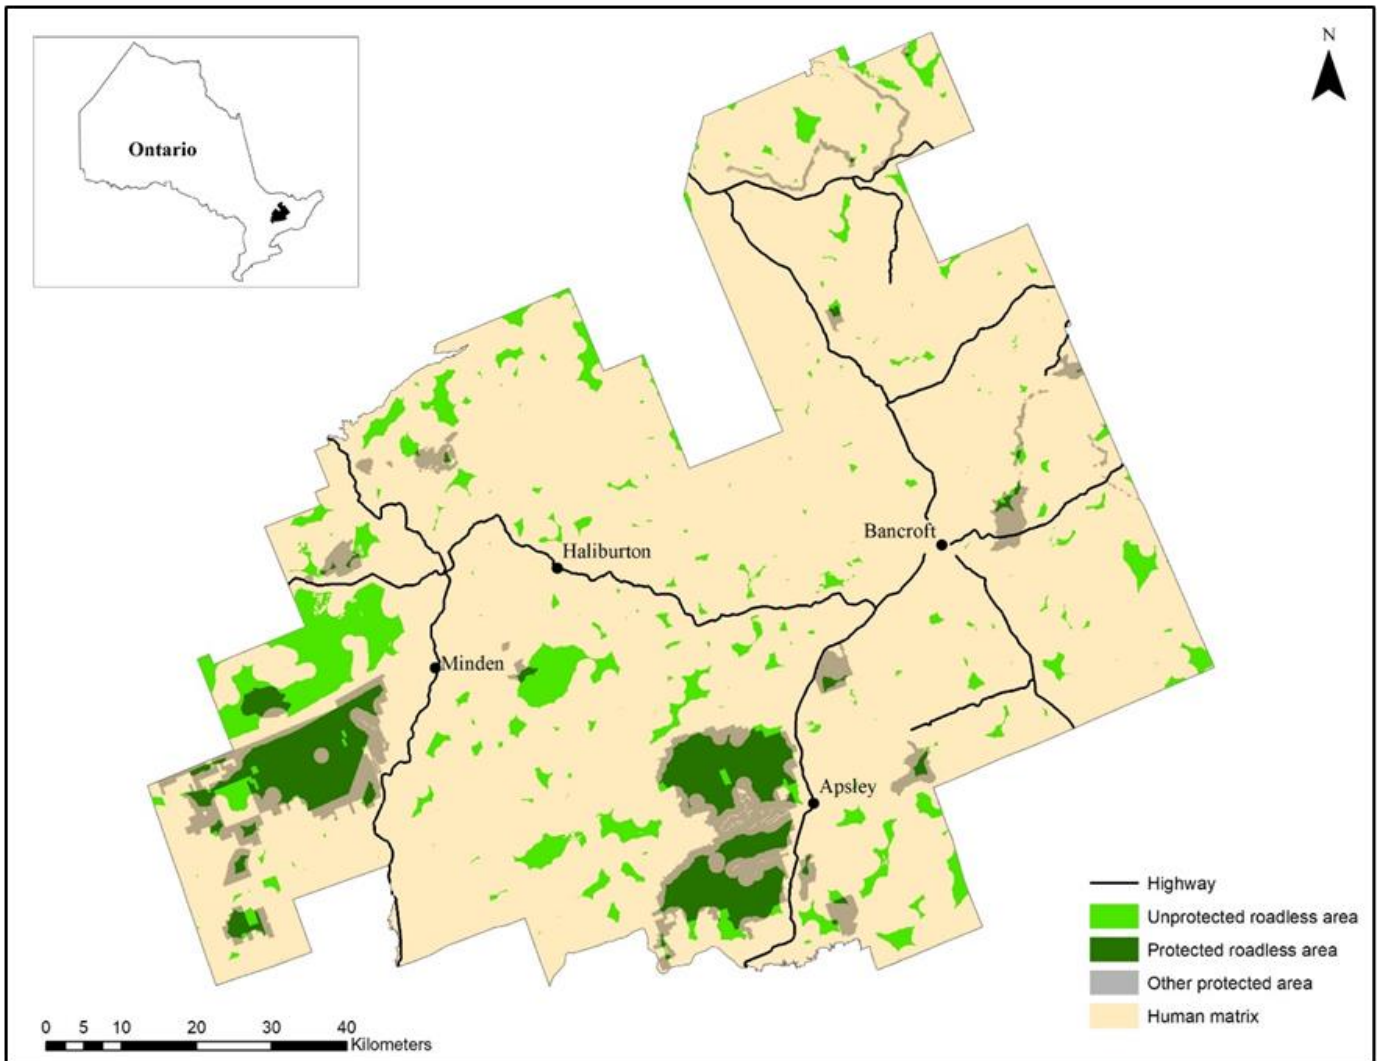 N
Ontario
Bancroft
Haliburton
Minden
Apsley
Highway
Unprotected roadless area
Protected roadless area
Other protected area
Human matrix
0 5 10 20 30 40
Kilometers